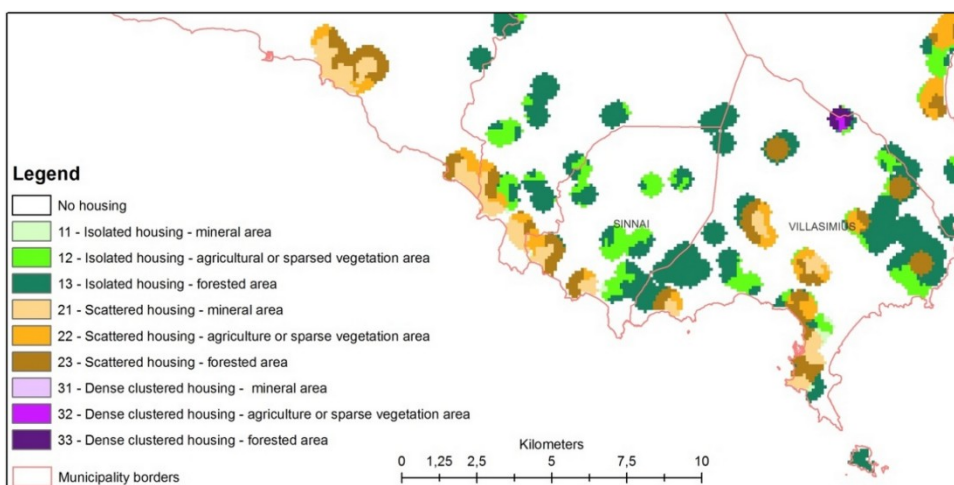 SINNAI
VILLASIMIUS
Legend
No housing
11 - Isolated housing - mineral area
12 - Isolated housing - agricultural or sparsed vegetation area
13 - Isolated housing - forested area
21 - Scattered housing - mineral area
22 - Scattered housing - agriculture or sparse vegetation area
23 - Scattered housing - forested area
31 - Dense clustered housing - mineral area
32 - Dense clustered housing - agriculture or sparse vegetation area
33 - Dense clustered housing - forested area
Municipality borders
Kilometers
0 1,25 2,5 5 7,5 10